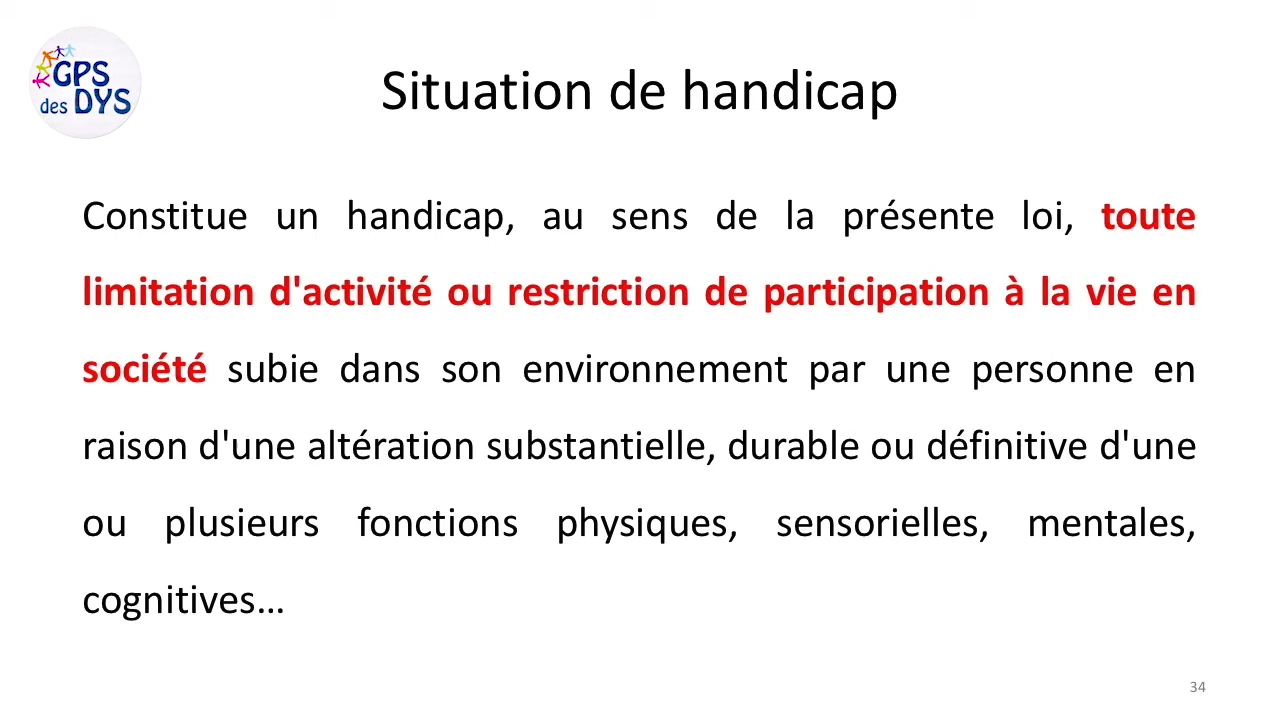 GPS
des DYS
Situation de handicap
Constitue un handicap, au sens de la présente loi, toute
limitation d'activité ou restriction de participation à la vie en
société subie dans son environnement par une personne en
raison d'une altération substantielle, durable ou définitive d'une
ou plusieurs fonctions physiques, sensorielles, mentales,
cognitives…
34